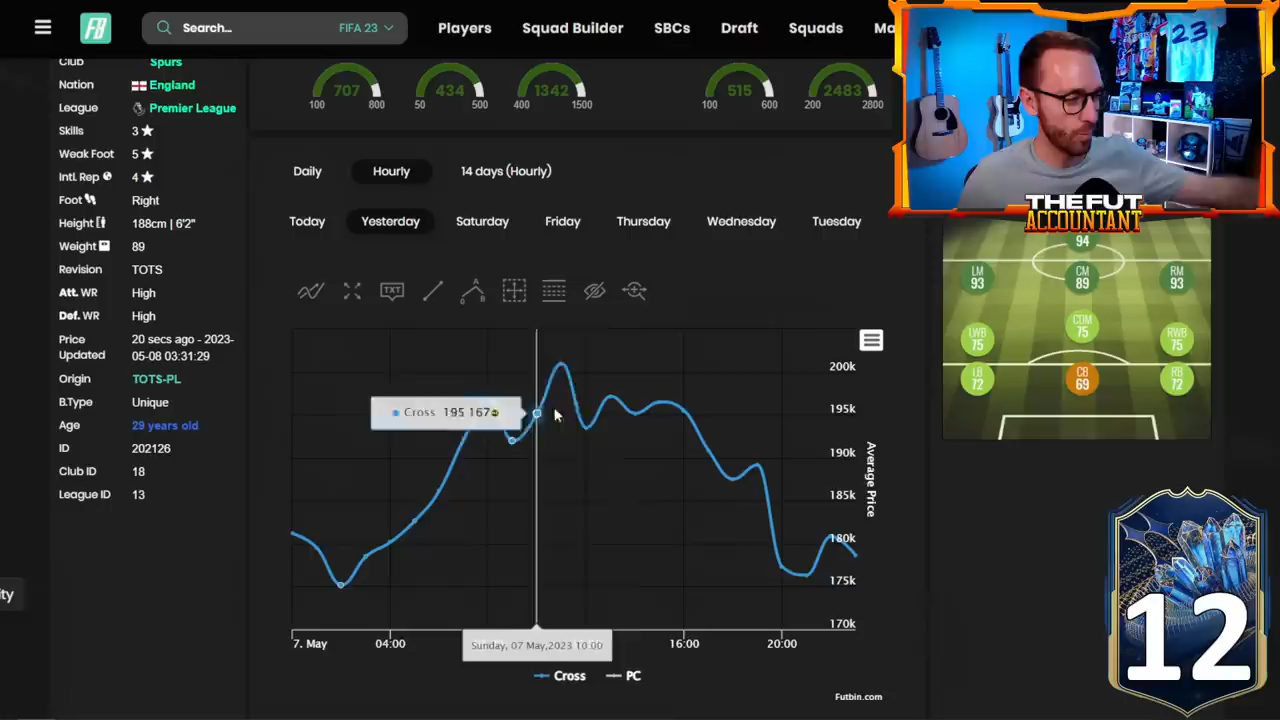 FB
Search...
FIFA 23
Players
Squad Builder
SBCs
Draft
Squads
Ma
23
THE FUT
ACCOUNTANT
Club Spurs
Nation England
League Premier League
Skills 3
Weak Foot 5
Intl. Rep 4
Foot Right
Height 188cm | 6'2"
Weight 89
Revision TOTS
Att. WR High
Def. WR High
Price Updated 20 secs ago - 2023-05-08 03:31:29
Origin TOTS-PL
B.Type Unique
Age 29 years old
ID 202126
Club ID 18
League ID 13
ity
707
100 800
434
50 500
1342
400 1500
515
100 600
2483
200 2800
Daily
Hourly
14 days (Hourly)
Today
Yesterday
Saturday
Friday
Thursday
Wednesday
Tuesday
TXT
Cross 195 167
200k
195k
190k
185k
180k
175k
170k
Average Price
7. May
04:00
16:00
20:00
Sunday, 07 May,2023 10:00
Cross
PC
Futbin.com
94
LM 93
CM 89
RM 93
LWB 75
CDM 75
RWB 75
LB 72
CB 69
RB 72
12